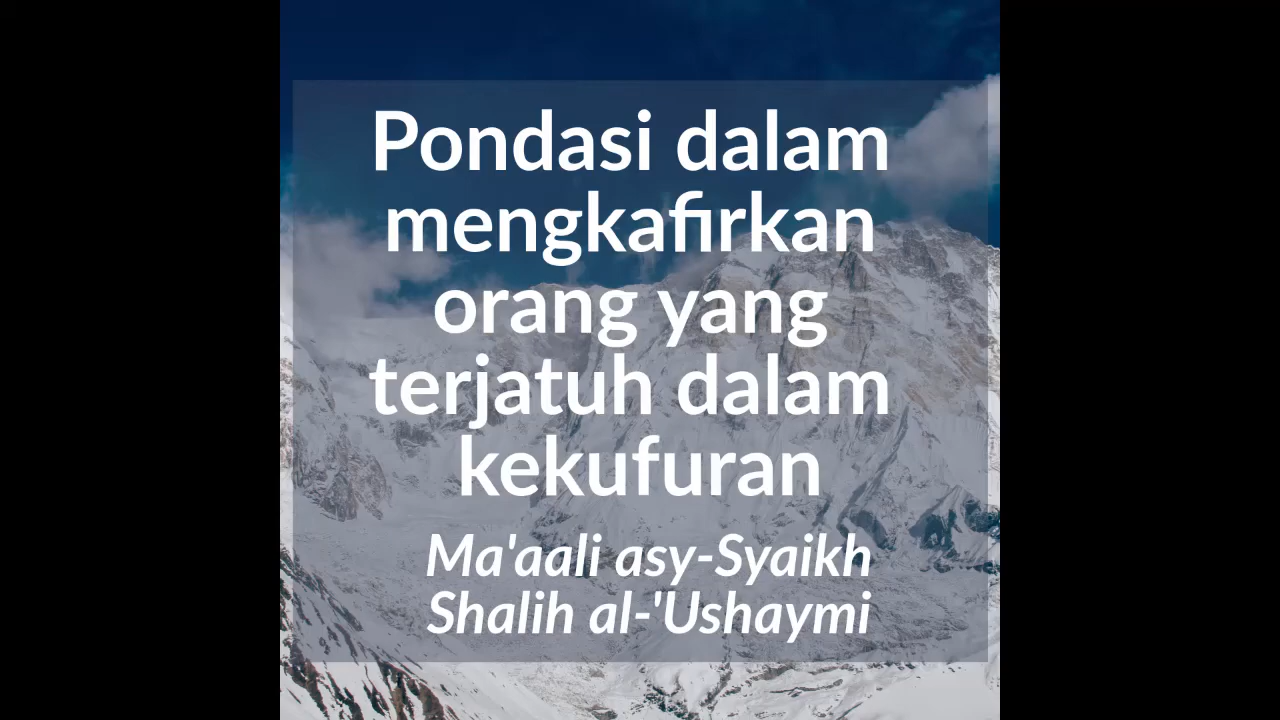 Pondasi dalam
mengkafirkan
orang yang
terjatuh dalam
kekufuran
Ma'aali asy-Syaikh
Shalih al-'Ushaymi